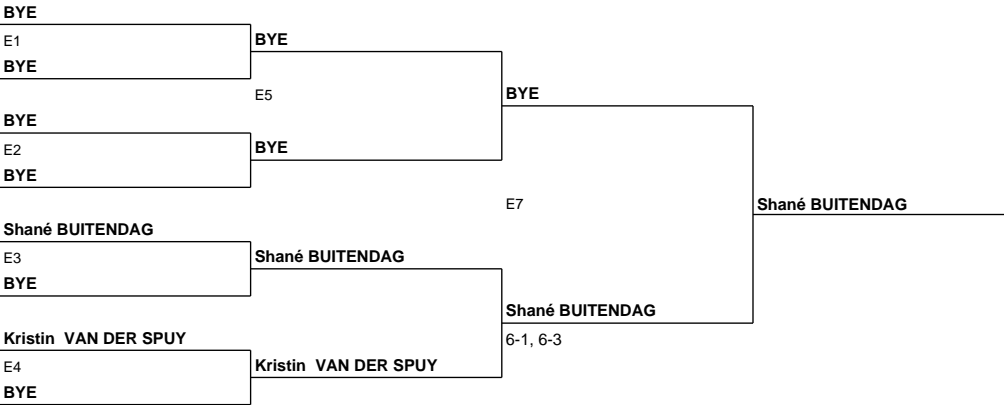 BYE
E1
BYE
BYE
E5
BYE
BYE
E2
BYE
BYE
E7
Shané BUITENDAG
Shané BUITENDAG
E3
Shané BUITENDAG
BYE
Shané BUITENDAG
Kristin VAN DER SPUY
6-1, 6-3
E4
Kristin VAN DER SPUY
BYE